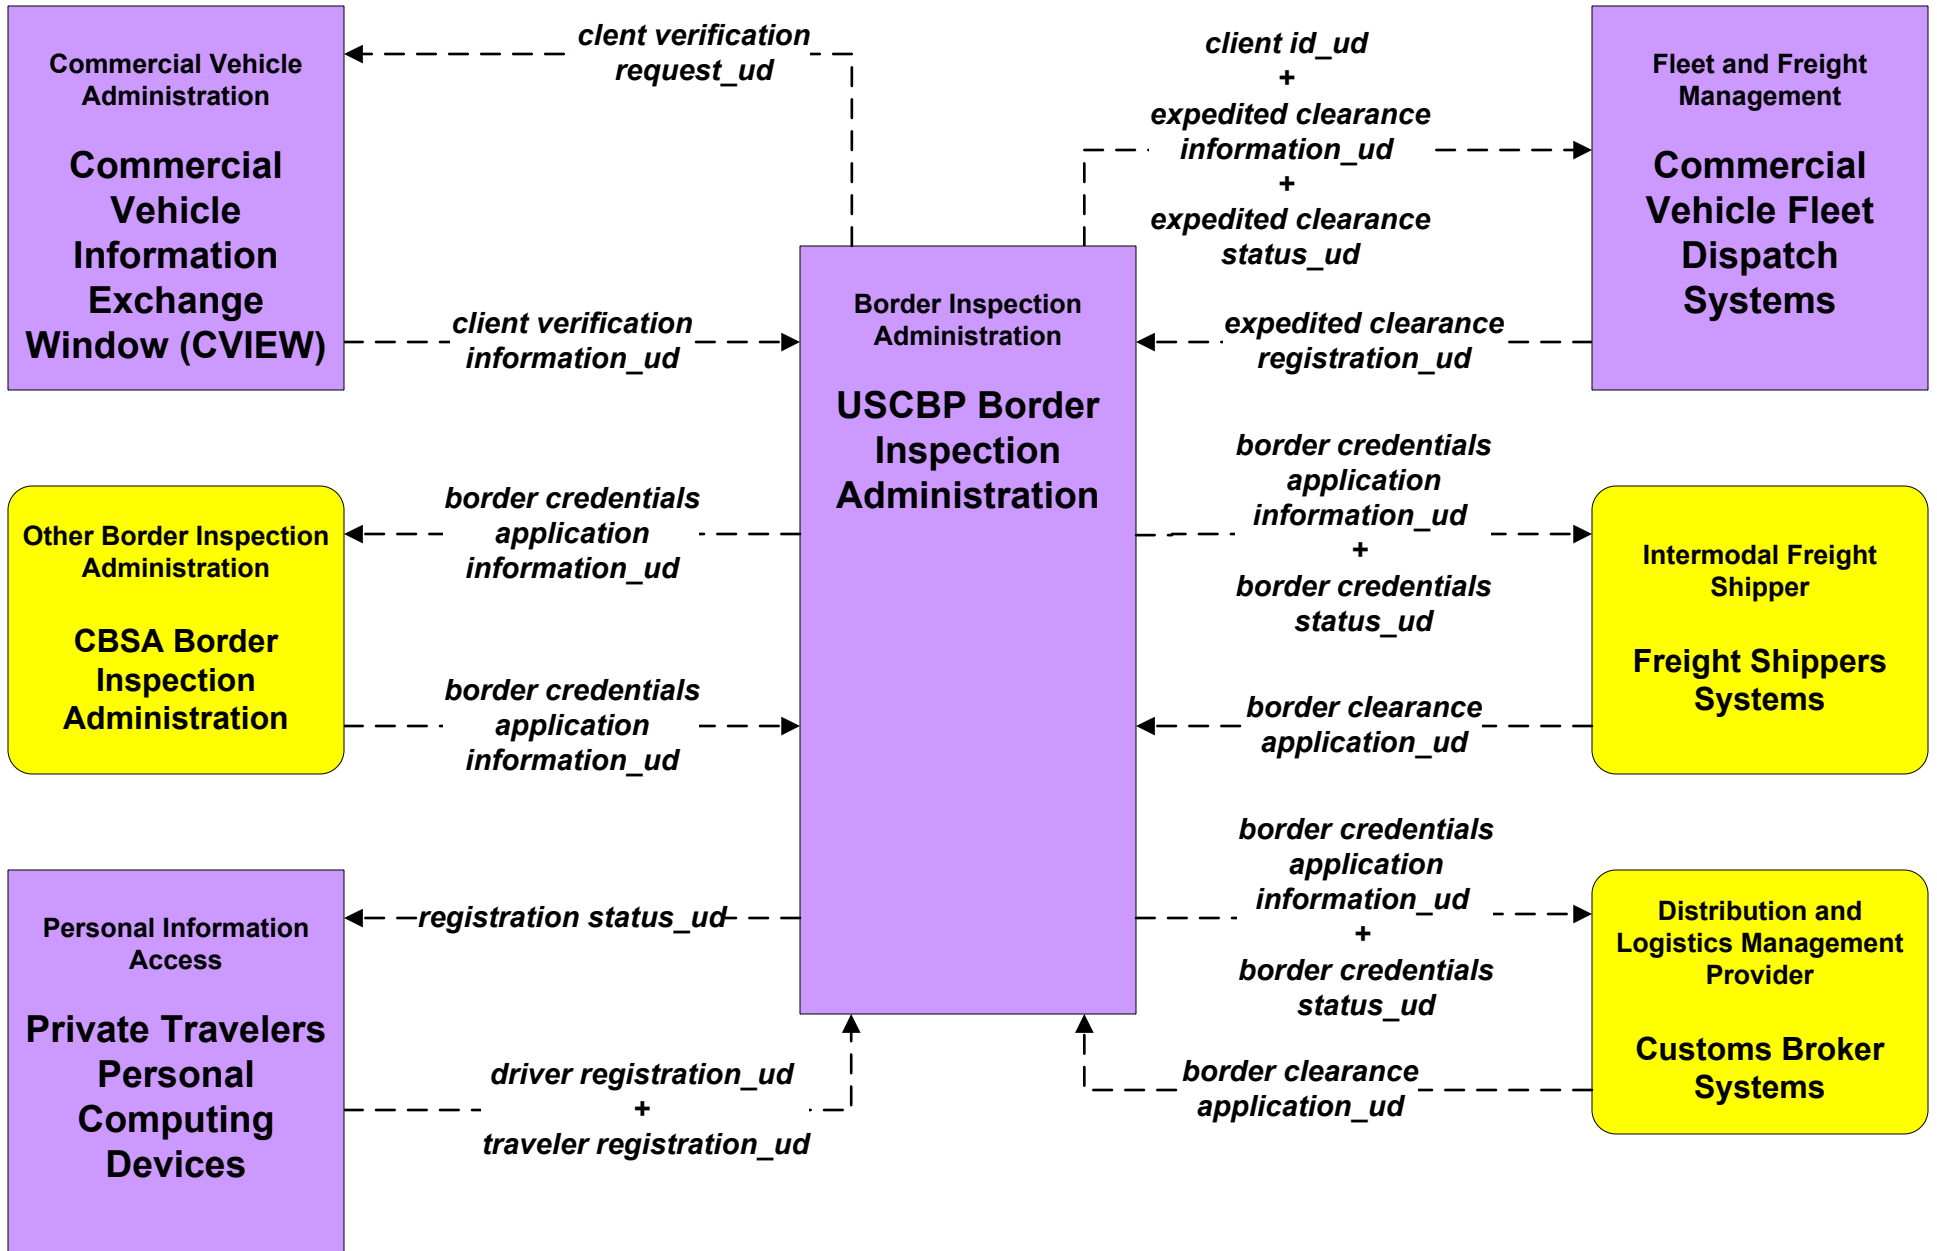 Commercial Vehicle
Administration
Commercial
Vehicle
Information
Exchange
Window (CVIEW)
clent verification
request_ud
client verification
information_ud
client id_ud
+
expedited clearance
information_ud
+
expedited clearance
status_ud
expedited clearance
registration_ud
Fleet and Freight
Management
Commercial
Vehicle Fleet
Dispatch
Systems
Border Inspection
Administration
USCBP Border
Inspection
Administration
Other Border Inspection
Administration
CBSA Border
Inspection
Administration
border credentials
application
information_ud
border credentials
application
information_ud
border credentials
application
information_ud
+
border credentials
status_ud
border clearance
application_ud
Intermodal Freight
Shipper
Freight Shippers
Systems
Personal Information
Access
Private Travelers
Personal
Computing
Devices
registration status_ud
driver registration_ud
+
traveler registration_ud
border credentials
application
information_ud
+
border credentials
status_ud
border clearance
application_ud
Distribution and
Logistics Management
Provider
Customs Broker
Systems